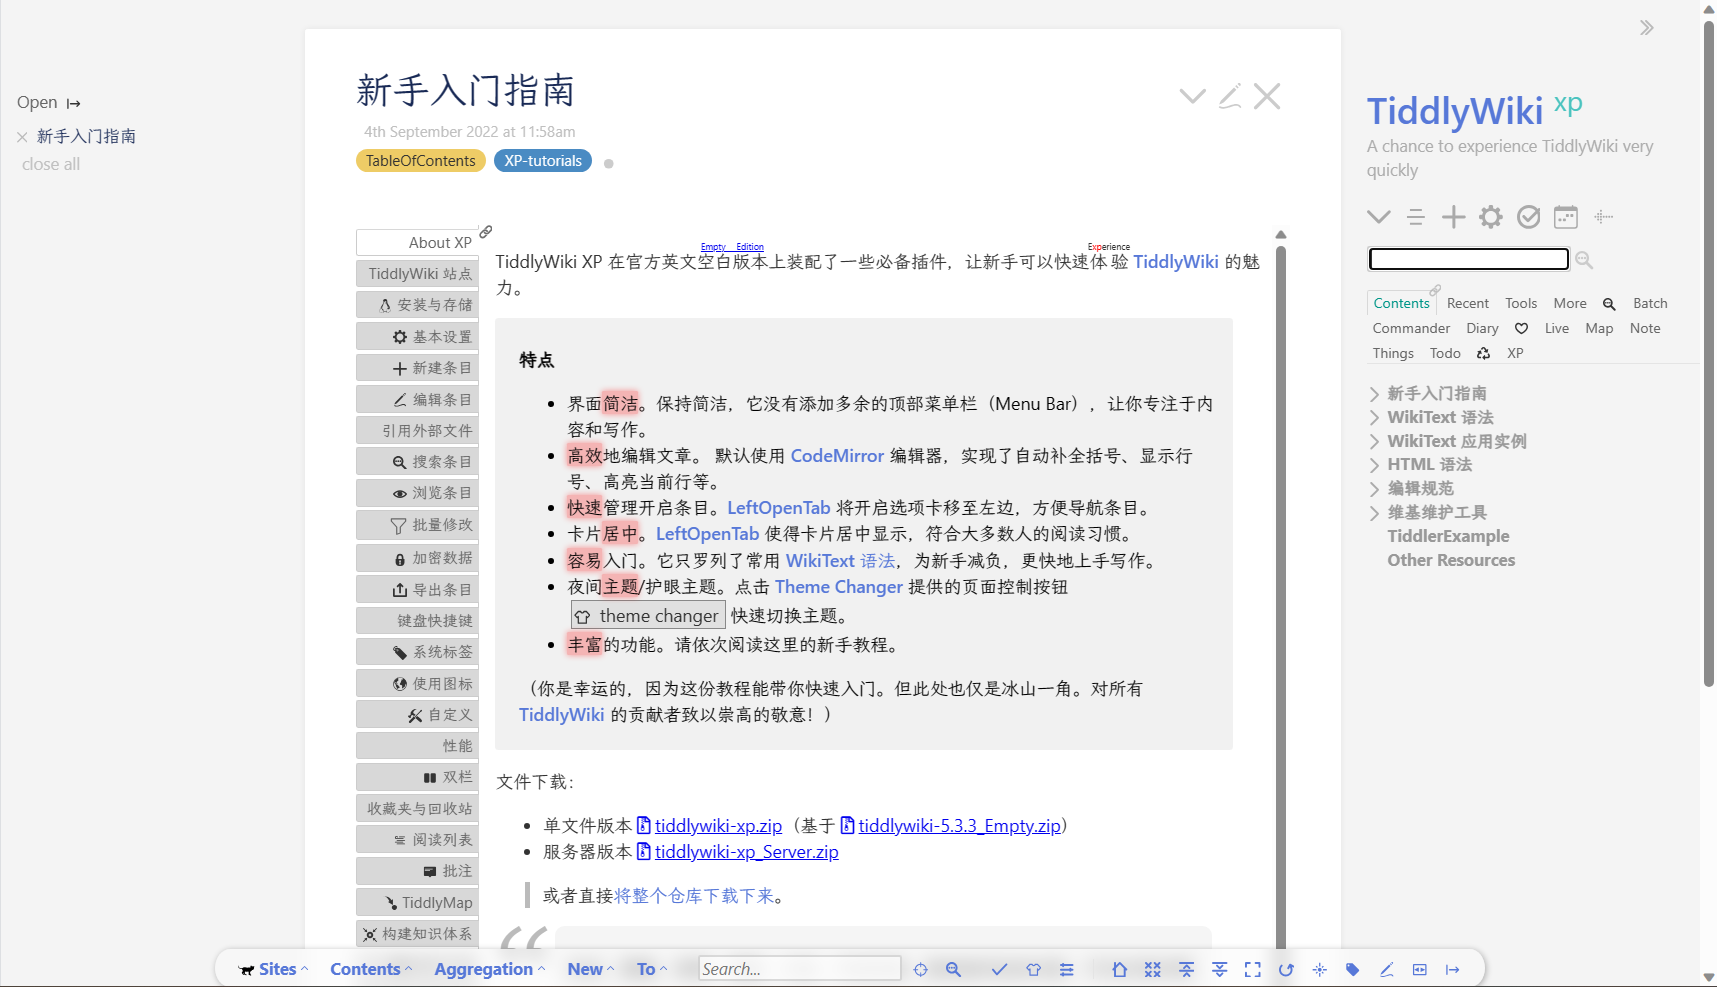 Open
新手入门指南
close all
新手入门指南
4th September 2022 at 11:58am
TableOfContents XP-tutorials
About XP
TiddlyWiki 站点
安装与存储
基本设置
新建条目
编辑条目
引用外部文件
搜索条目
浏览条目
批量修改
加密数据
导出条目
键盘快捷键
系统标签
使用图标
自定义
性能
双栏
收藏夹与回收站
阅读列表
批注
TiddlyMap
构建知识体系
Empty Edition Experience
TiddlyWiki XP 在官方英文空白版本上装配了一些必备插件，让新手可以快速体验 TiddlyWiki 的魅
力。
特点
界面简洁。保持简洁，它没有添加多余的顶部菜单栏（Menu Bar），让你专注于内
容和写作。
高效地编辑文章。 默认使用 CodeMirror 编辑器，实现了自动补全括号、显示行
号、高亮当前行等。
快速管理开启条目。LeftOpenTab 将开启选项卡移至左边，方便导航条目。
卡片居中。LeftOpenTab 使得卡片居中显示，符合大多数人的阅读习惯。
容易入门。它只罗列了常用 WikiText 语法，为新手减负，更快地上手写作。
夜间主题/护眼主题。点击 Theme Changer 提供的页面控制按钮
theme changer 快速切换主题。
丰富的功能。请依次阅读这里的新手教程。
（你是幸运的，因为这份教程能带你快速入门。但此处也仅是冰山一角。对所有
TiddlyWiki 的贡献者致以崇高的敬意！）
文件下载：
单文件版本 tiddlywiki-xp.zip（基于 tiddlywiki-5.3.3_Empty.zip）
服务器版本 tiddlywiki-xp_Server.zip
或者直接将整个仓库下载下来。
“
TiddlyWiki xp
A chance to experience TiddlyWiki very
quickly
Contents Recent Tools More Batch
Commander Diary Live Map Note
Things Todo XP
新手入门指南
WikiText 语法
WikiText 应用实例
HTML 语法
编辑规范
维基维护工具
TiddlerExample
Other Resources
Sites Contents Aggregation New To Search...